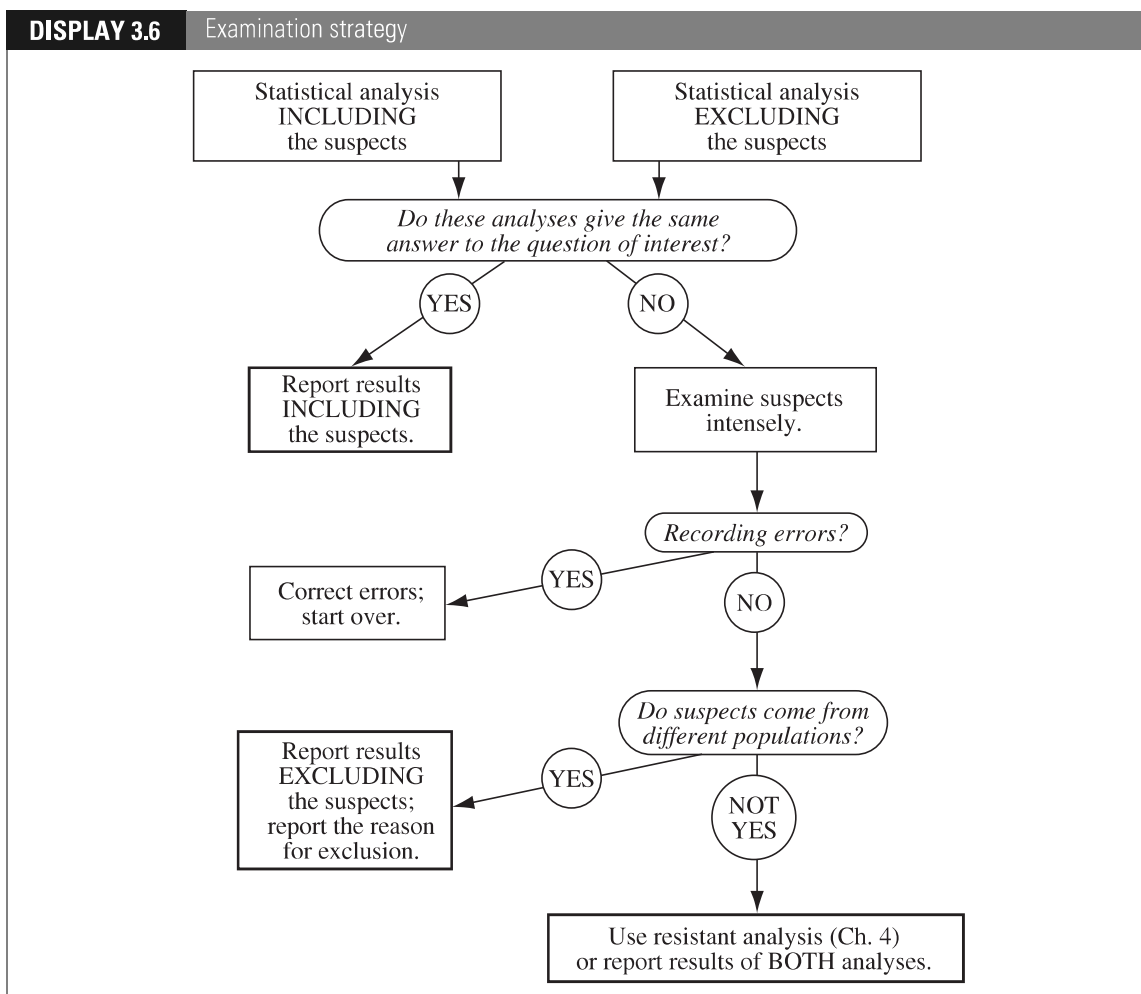 DISPLAY 3.6 Examination strategy
Statistical analysis
INCLUDING
the suspects
Statistical analysis
EXCLUDING
the suspects
Do these analyses give the same
answer to the question of interest?
YES
NO
Report results
INCLUDING
the suspects.
Examine suspects
intensely.
Recording errors?
YES
Correct errors;
start over.
NO
Do suspects come from
different populations?
YES
Report results
EXCLUDING
the suspects;
report the reason
for exclusion.
NOT
YES
Use resistant analysis (Ch. 4)
or report results of BOTH analyses.